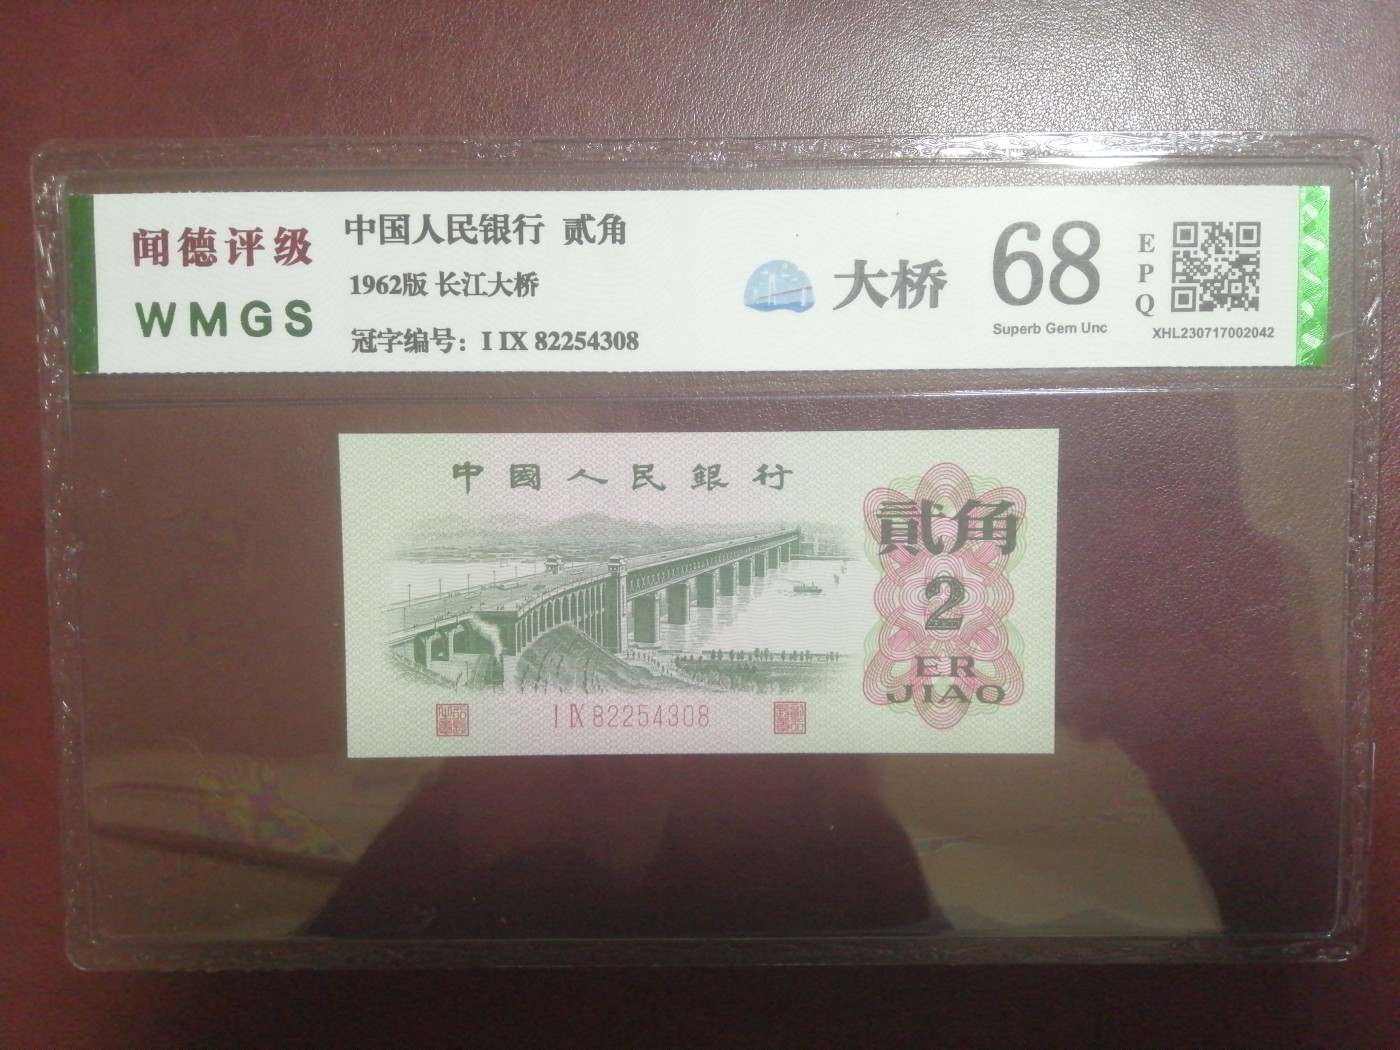 闻德评级
WMGS
中国人民银行 贰角
1962版 长江大桥
冠字编号：I IX 82254308
大桥
68
Superb Gem Unc
EPQ
XHL230717002042
中國人民銀行
貳角
2
ER
JIAO
I IX 82254308